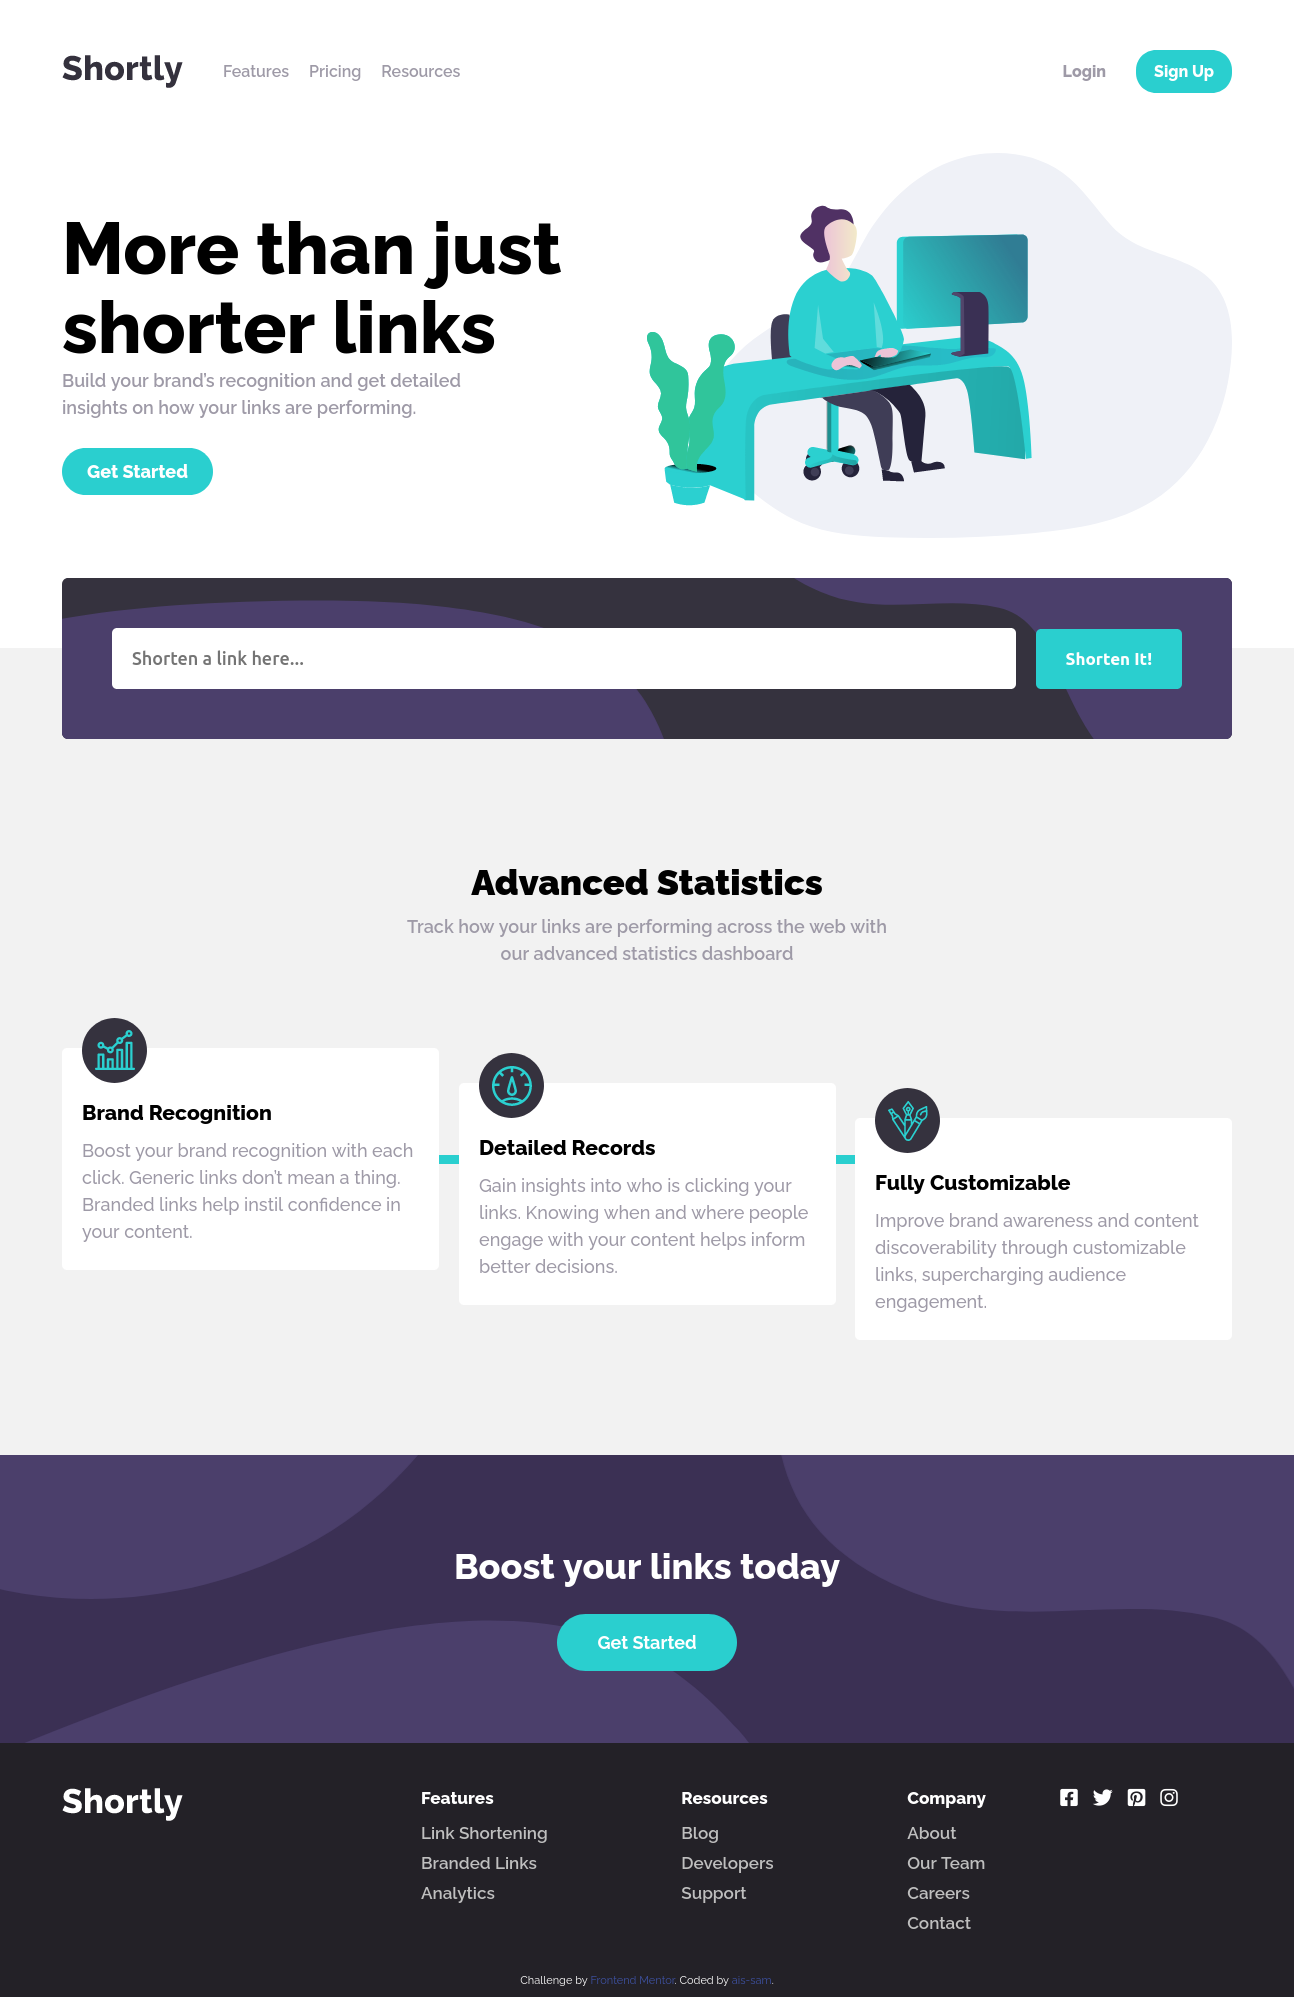 Shortly
Features
Pricing
Resources
Login
Sign Up
More than just
shorter links
Build your brand’s recognition and get detailed
insights on how your links are performing.
Get Started
Shorten a link here...
Shorten It!
Advanced Statistics
Track how your links are performing across the web with
our advanced statistics dashboard
Brand Recognition
Boost your brand recognition with each
click. Generic links don’t mean a thing.
Branded links help instil confidence in
your content.
Detailed Records
Gain insights into who is clicking your
links. Knowing when and where people
engage with your content helps inform
better decisions.
Fully Customizable
Improve brand awareness and content
discoverability through customizable
links, supercharging audience
engagement.
Boost your links today
Get Started
Shortly
Features
Link Shortening
Branded Links
Analytics
Resources
Blog
Developers
Support
Company
About
Our Team
Careers
Contact
Challenge by Frontend Mentor. Coded by ais-sam.